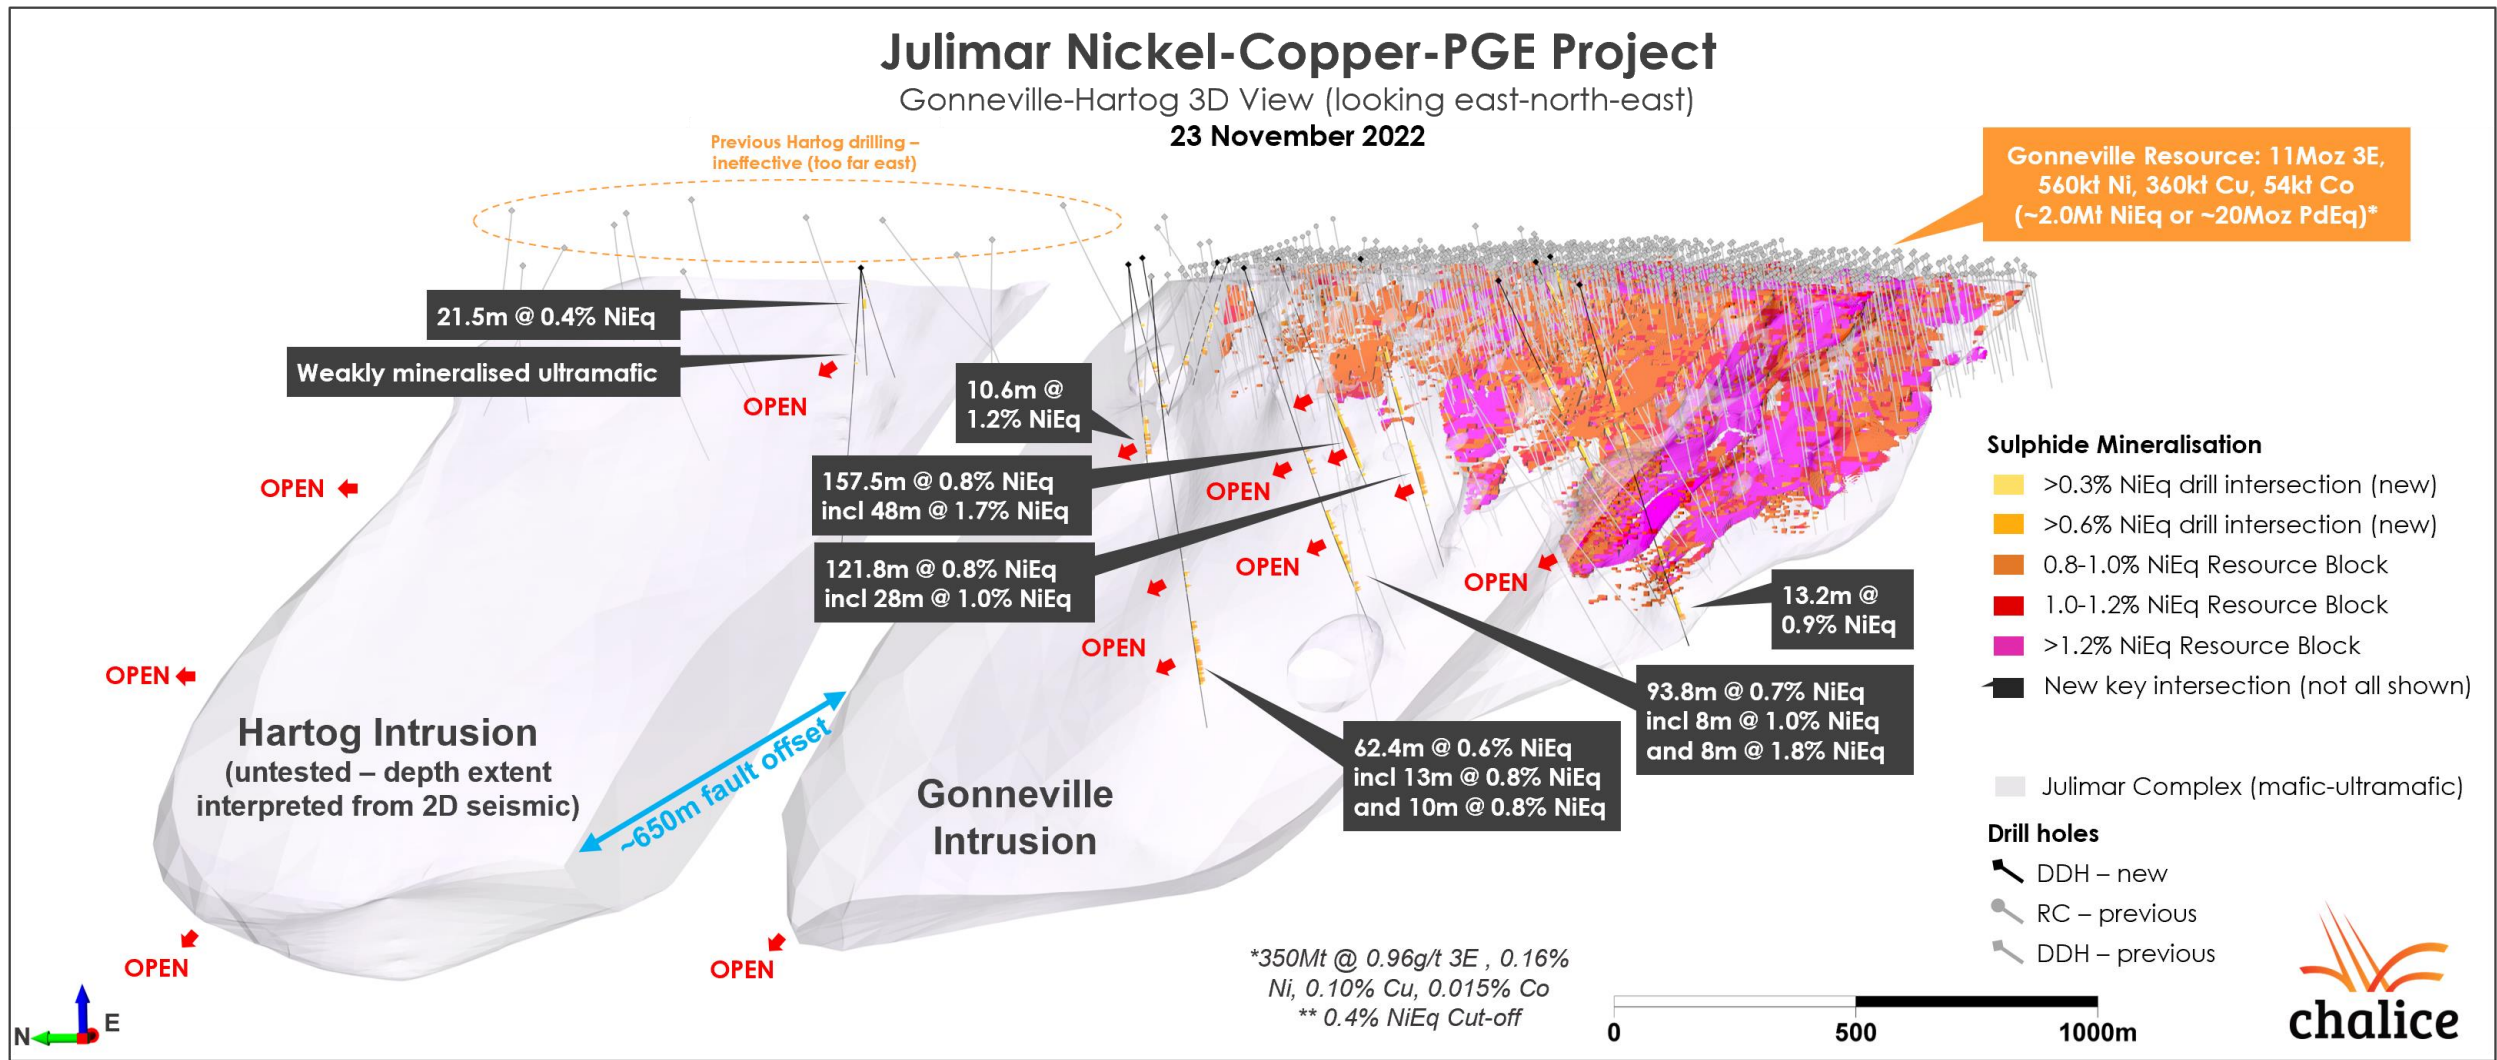 Julimar Nickel-Copper-PGE Project
Gonneville-Hartog 3D View (looking east-north-east)
23 November 2022
Previous Hartog drilling –
ineffective (too far east)
Gonneville Resource: 11Moz 3E,
560kt Ni, 360kt Cu, 54kt Co
(~2.0Mt NiEq or ~20Moz PdEq)*
21.5m @ 0.4% NiEq
Weakly mineralised ultramafic
OPEN
10.6m @
1.2% NiEq
157.5m @ 0.8% NiEq
incl 48m @ 1.7% NiEq
121.8m @ 0.8% NiEq
incl 28m @ 1.0% NiEq
OPEN
OPEN
OPEN
OPEN
OPEN
OPEN
13.2m @
0.9% NiEq
93.8m @ 0.7% NiEq
incl 8m @ 1.0% NiEq
and 8m @ 1.8% NiEq
62.4m @ 0.6% NiEq
incl 13m @ 0.8% NiEq
and 10m @ 0.8% NiEq
Hartog Intrusion
(untested – depth extent
interpreted from 2D seismic)
~650m fault offset
Gonneville
Intrusion
OPEN
OPEN
Sulphide Mineralisation
>0.3% NiEq drill intersection (new)
>0.6% NiEq drill intersection (new)
0.8-1.0% NiEq Resource Block
1.0-1.2% NiEq Resource Block
>1.2% NiEq Resource Block
New key intersection (not all shown)
Julimar Complex (mafic-ultramafic)
Drill holes
DDH – new
RC – previous
DDH – previous
*350Mt @ 0.96g/t 3E , 0.16%
Ni, 0.10% Cu, 0.015% Co
** 0.4% NiEq Cut-off
0 500 1000m
N E
chalice